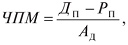 ЧПМ = (Д_П – Р_П) / А_Д,